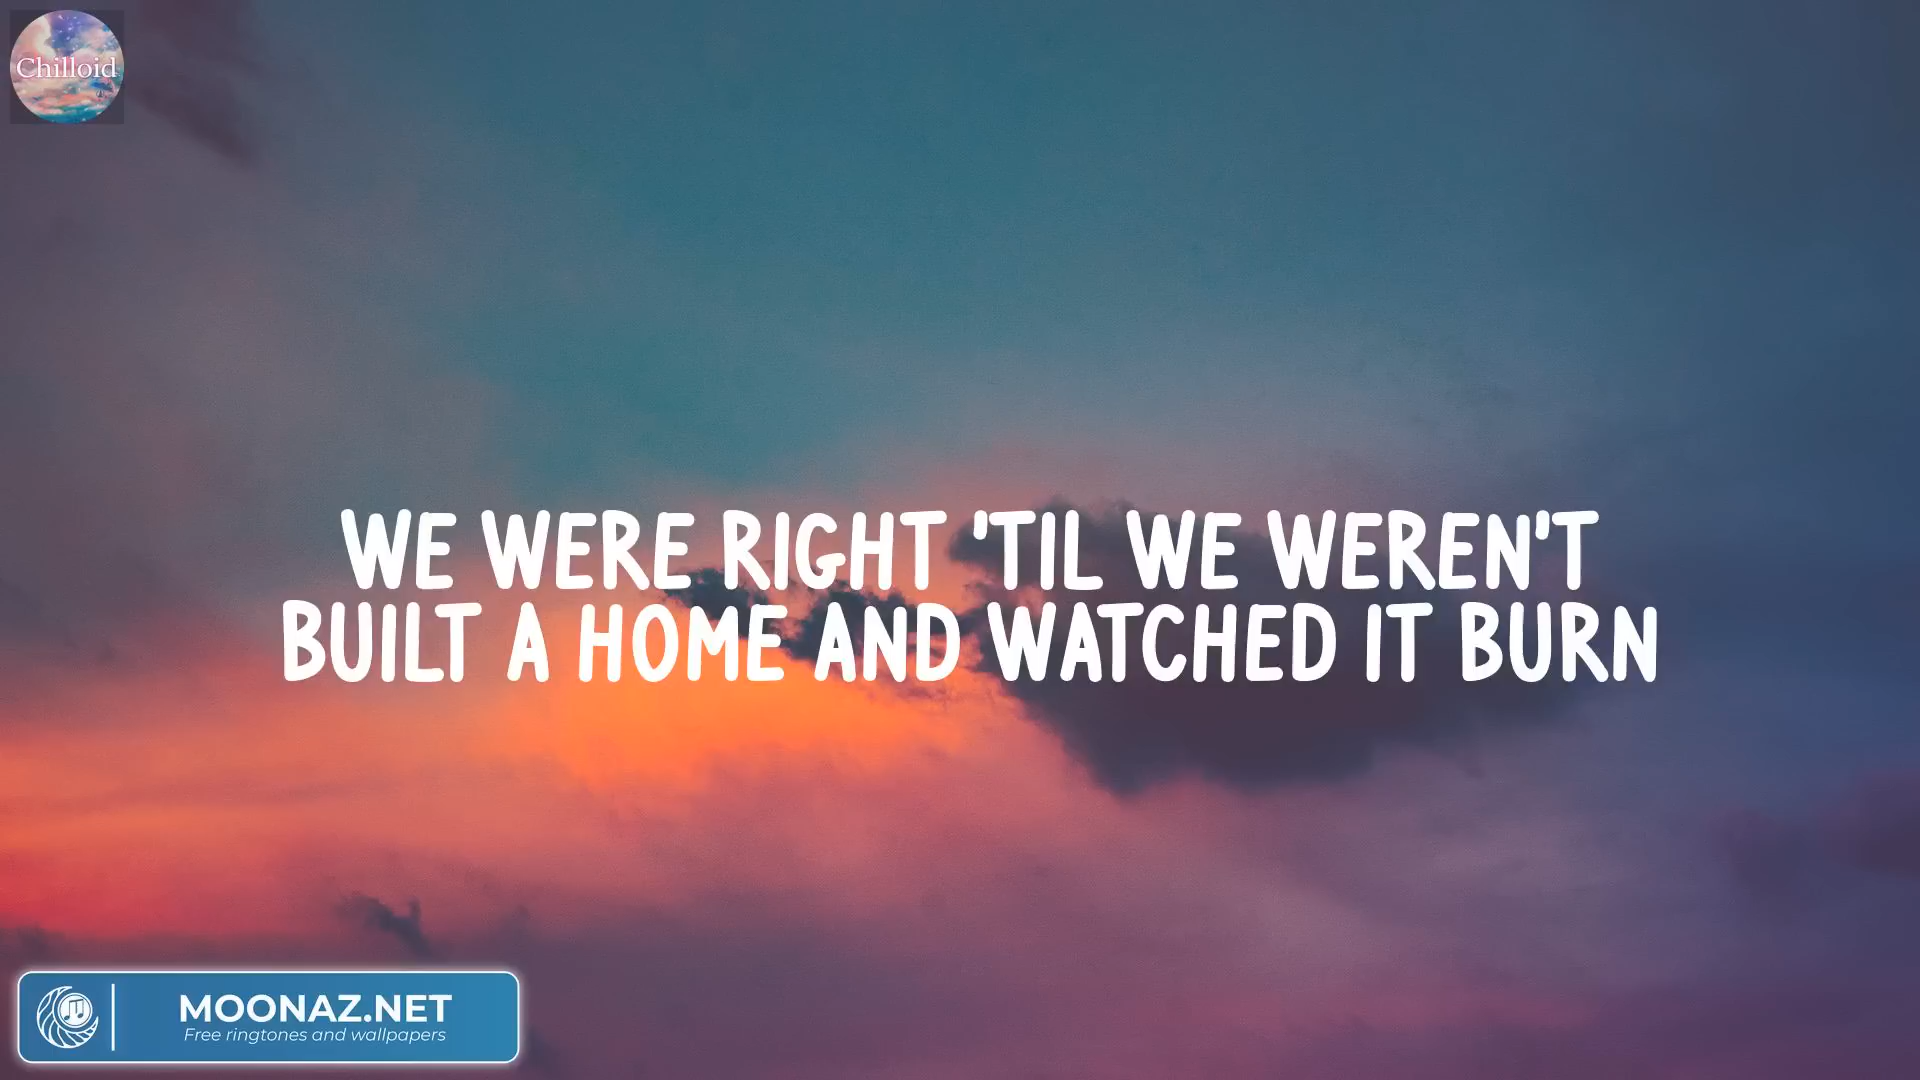 Chilloid
WE WERE RIGHT 'TIL WE WEREN'T
BUILT A HOME AND WATCHED IT BURN
MOONAZ.NET
Free ringtones and wallpapers